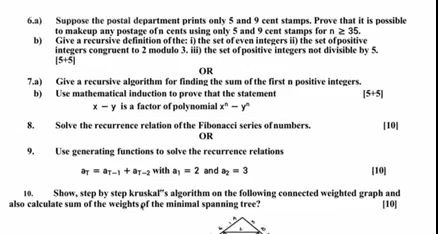 6.a) Suppose the postal department prints only 5 and 9 cent stamps. Prove that it is possible
to makeup any postage of n cents using only 5 and 9 cent stamps for n ≥ 35.
b) Give a recursive definition of the: i) the set of even integers ii) the set of positive
integers congruent to 2 modulo 3. iii) the set of positive integers not divisible by 5.
[5+5]
OR
7.a) Give a recursive algorithm for finding the sum of the first n positive integers.
b) Use mathematical induction to prove that the statement [5+5]
x − y is a factor of polynomial xⁿ − yⁿ
8. Solve the recurrence relation of the Fibonacci series of numbers. [10]
OR
9. Use generating functions to solve the recurrence relations
a_T = a_{T−1} + a_{T−2} with a₁ = 2 and a₂ = 3 [10]
10. Show, step by step kruskal"s algorithm on the following connected weighted graph and
also calculate sum of the weights of the minimal spanning tree? [10]